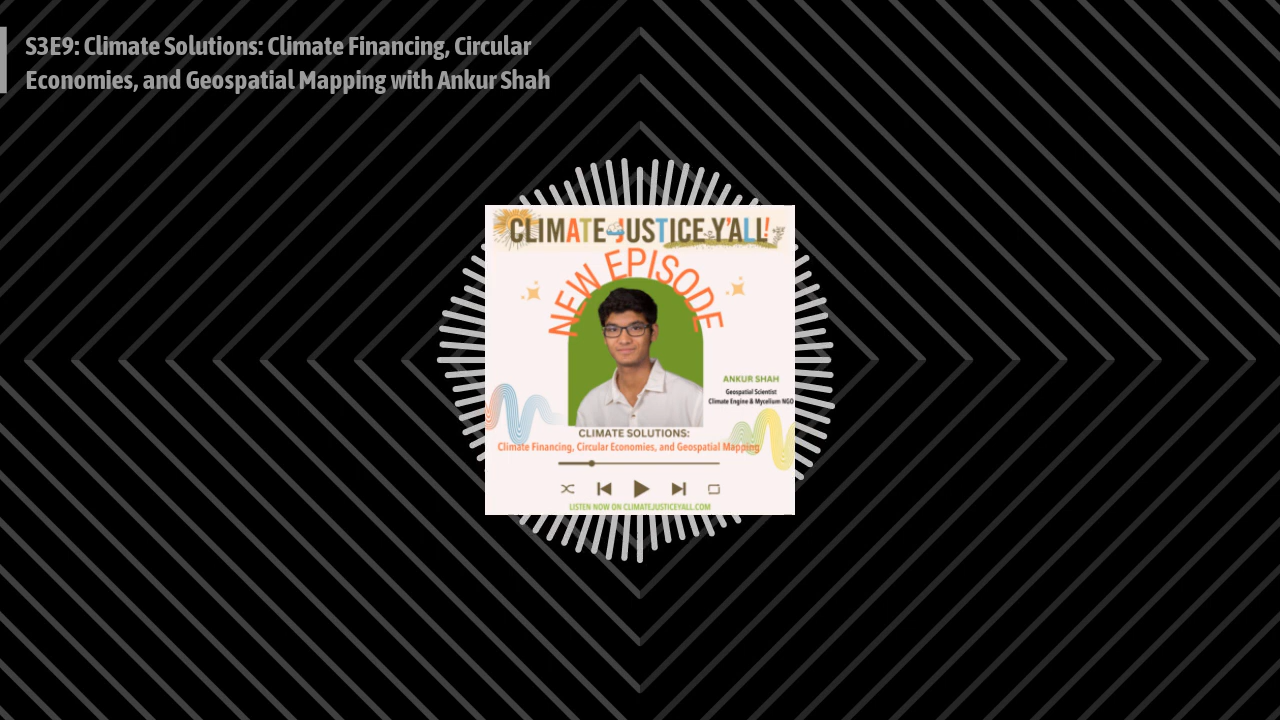 S3E9: Climate Solutions: Climate Financing, Circular
Economies, and Geospatial Mapping with Ankur Shah
CLIMATE JUSTICE Y'ALL!
NEW EPISODE
ANKUR SHAH
Geospatial Scientist
Climate Engine & Mycelium NGO
CLIMATE SOLUTIONS:
Climate Financing, Circular Economies, and Geospatial Mapping
LISTEN NOW ON CLIMATEJUSTICEYALL.COM